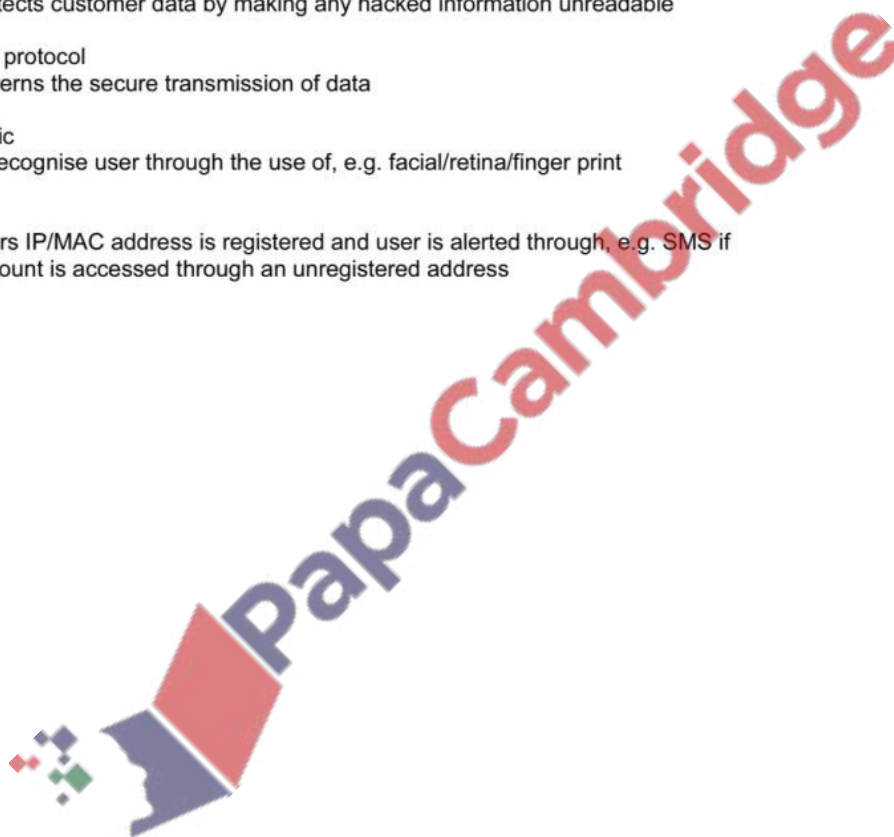 tects customer data by making any hacked information unreadable
protocol
erns the secure transmission of data
ic
ecognise user through the use of, e.g. facial/retina/finger print
rs IP/MAC address is registered and user is alerted through, e.g. SMS if
ount is accessed through an unregistered address
PapaCambridge